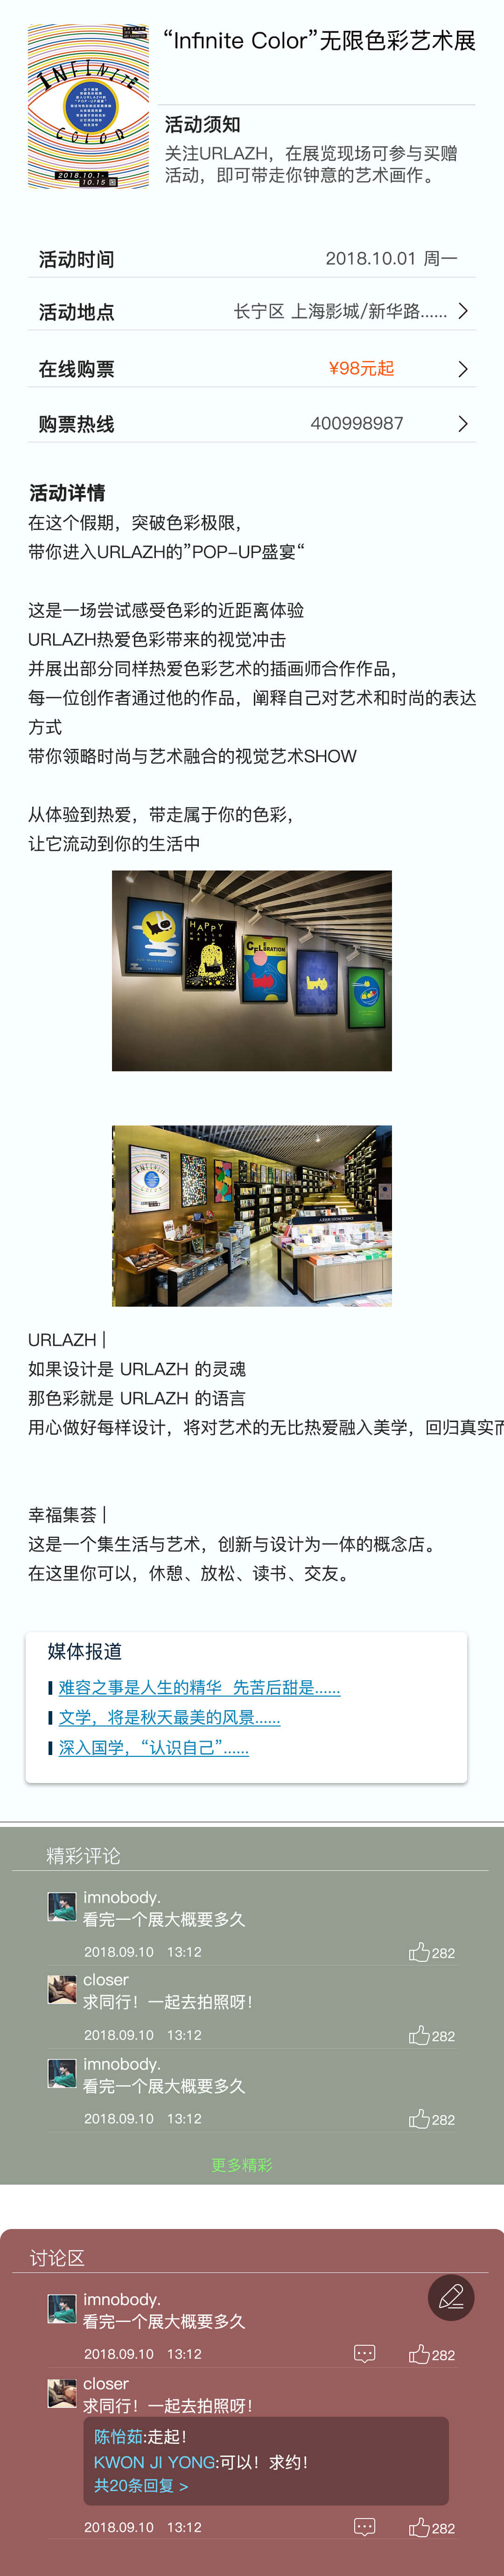 “Infinite Color”无限色彩艺术展
INFINITE
COLOR
2018.10.1-
10.15
活动须知
关注URLAZH，在展览现场可参与买赠
活动，即可带走你钟意的艺术画作。
活动时间 2018.10.01 周一
活动地点 长宁区 上海影城/新华路......
在线购票 ¥98元起
购票热线 400998987
活动详情
在这个假期，突破色彩极限，
带你进入URLAZH的”POP-UP盛宴“
这是一场尝试感受色彩的近距离体验
URLAZH热爱色彩带来的视觉冲击
并展出部分同样热爱色彩艺术的插画师合作作品，
每一位创作者通过他的作品，阐释自己对艺术和时尚的表达
方式
带你领略时尚与艺术融合的视觉艺术SHOW
从体验到热爱，带走属于你的色彩，
让它流动到你的生活中
HAPPY
CELEBRATION
INFINITE
COLOR
URLAZH |
如果设计是 URLAZH 的灵魂
那色彩就是 URLAZH 的语言
用心做好每样设计，将对艺术的无比热爱融入美学，回归真实而
幸福集荟 |
这是一个集生活与艺术，创新与设计为一体的概念店。
在这里你可以，休憩、放松、读书、交友。
媒体报道
难容之事是人生的精华 先苦后甜是......
文学，将是秋天最美的风景......
深入国学，“认识自己”......
精彩评论
imnobody.
看完一个展大概要多久
2018.09.10 13:12 282
closer
求同行！一起去拍照呀！
2018.09.10 13:12 282
imnobody.
看完一个展大概要多久
2018.09.10 13:12 282
更多精彩
讨论区
imnobody.
看完一个展大概要多久
2018.09.10 13:12 282
closer
求同行！一起去拍照呀！
陈怡茹:走起！
KWON JI YONG:可以！求约！
共20条回复 >
2018.09.10 13:12 282